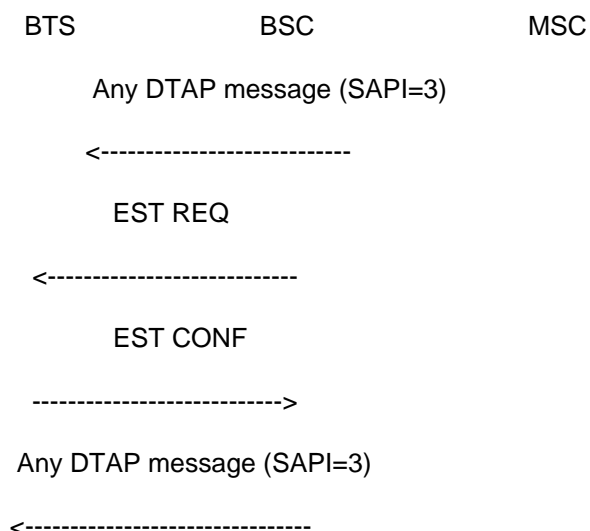 BTS BSC MSC
Any DTAP message (SAPI=3)
<----------------------------
EST REQ
<----------------------------
EST CONF
---------------------------->
Any DTAP message (SAPI=3)
<--------------------------------